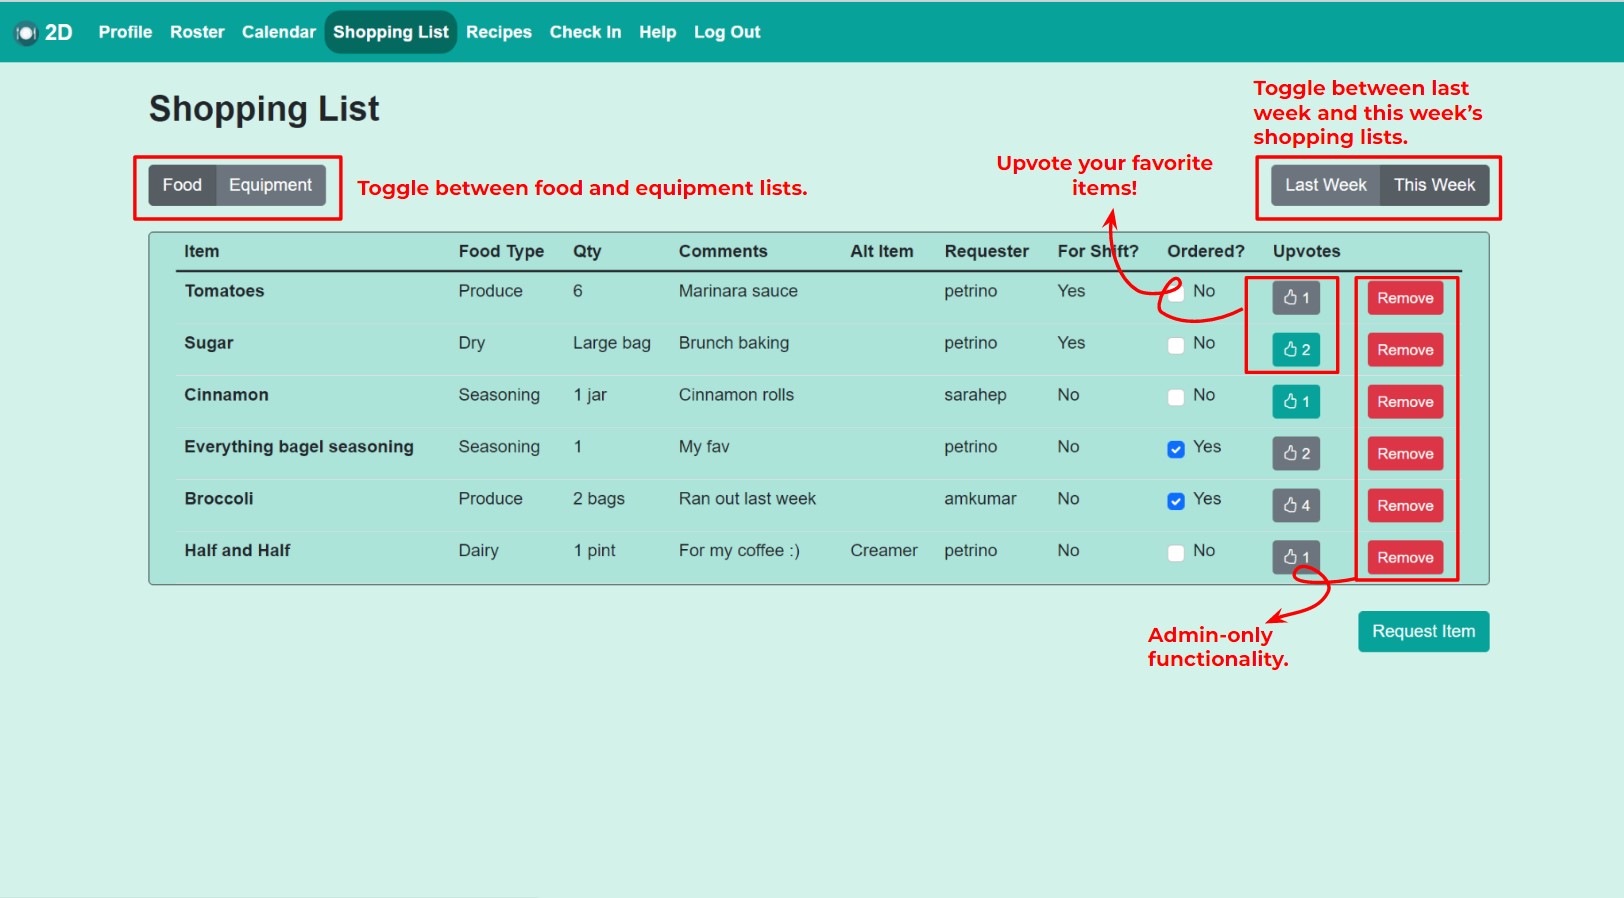 2D Profile Roster Calendar Shopping List Recipes Check In Help Log Out
Shopping List
Toggle between last
week and this week’s
shopping lists.
Upvote your favorite
items!
Food Equipment
Toggle between food and equipment lists.
Last Week This Week
Item Food Type Qty Comments Alt Item Requester For Shift? Ordered? Upvotes
Tomatoes Produce 6 Marinara sauce petrino Yes No 1 Remove
Sugar Dry Large bag Brunch baking petrino Yes No 2 Remove
Cinnamon Seasoning 1 jar Cinnamon rolls sarahep No No 1 Remove
Everything bagel seasoning Seasoning 1 My fav petrino No Yes 2 Remove
Broccoli Produce 2 bags Ran out last week amkumar No Yes 4 Remove
Half and Half Dairy 1 pint For my coffee :) Creamer petrino No No 1 Remove
Admin-only
functionality.
Request Item